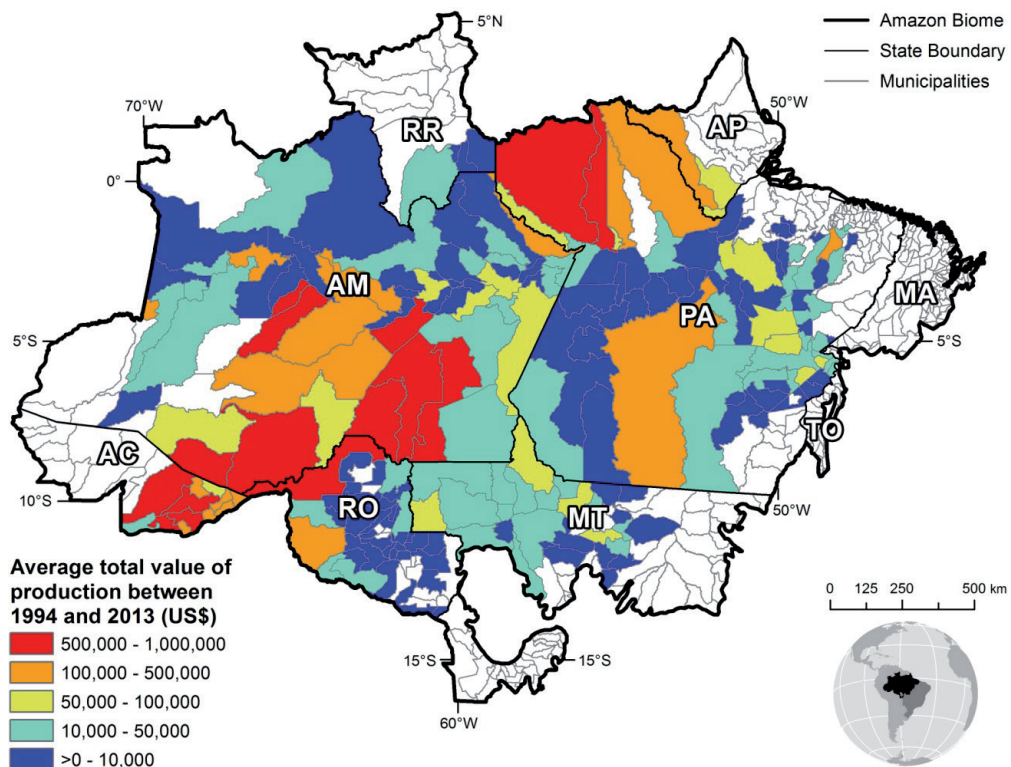 5°N
Amazon Biome
State Boundary
Municipalities
70°W
50°W
RR
AP
0°
AM
PA
MA
5°S
5°S
AC
TO
10°S
50°W
RO
MT
Average total value of
production between
1994 and 2013 (US$)
500,000 - 1,000,000
100,000 - 500,000
50,000 - 100,000
10,000 - 50,000
>0 - 10.000
15°S
15°S
60°W
0 125 250 500 km